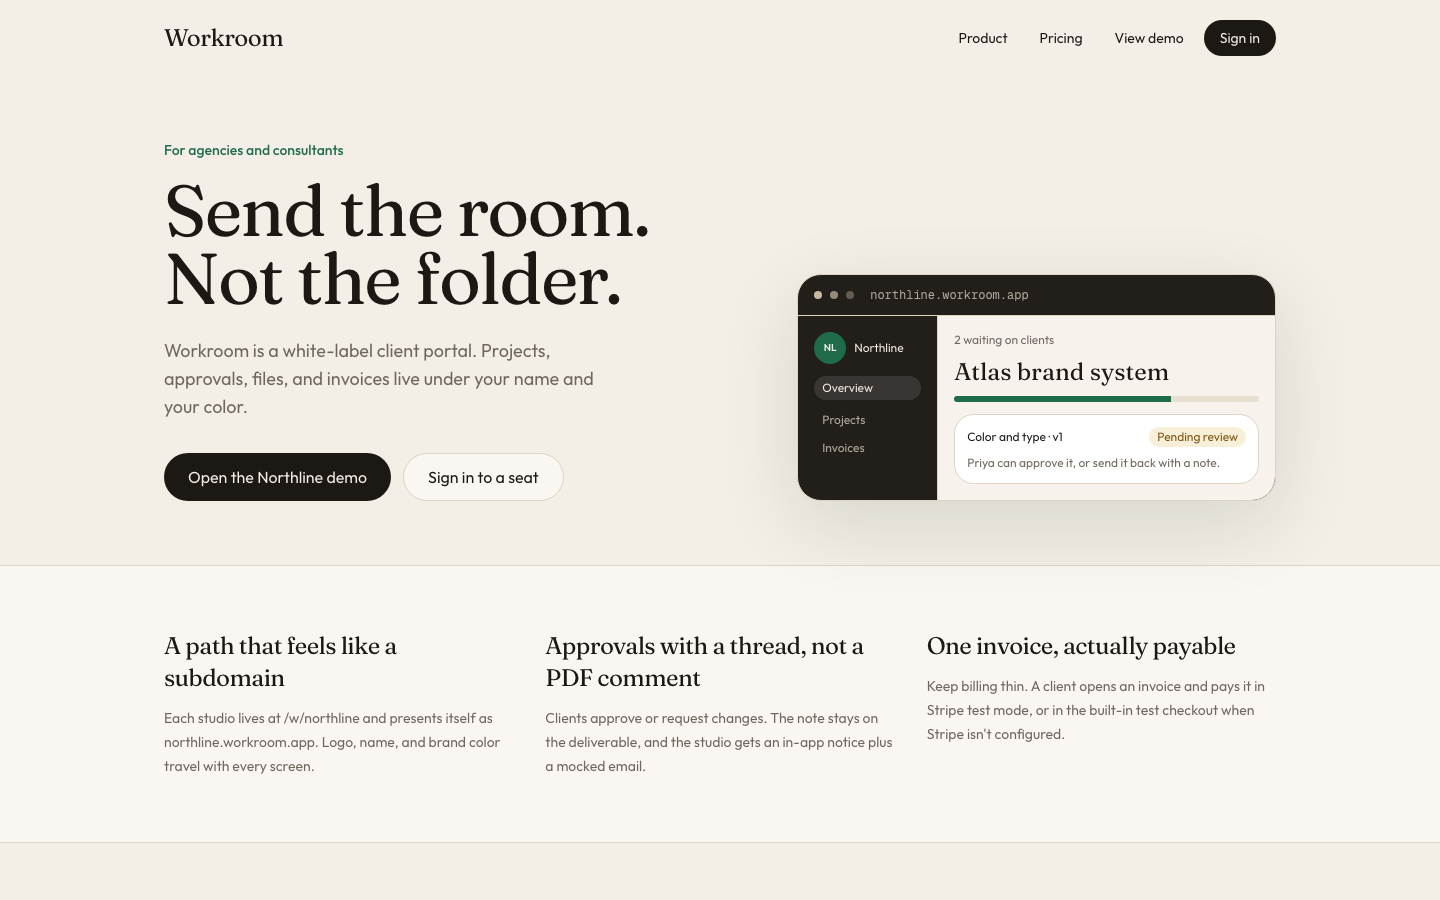 Workroom
Product
Pricing
View demo
Sign in
For agencies and consultants
Send the room.
Not the folder.
Workroom is a white-label client portal. Projects,
approvals, files, and invoices live under your name and
your color.
Open the Northline demo
Sign in to a seat
northline.workroom.app
NL
Northline
Overview
Projects
Invoices
2 waiting on clients
Atlas brand system
Color and type · v1
Pending review
Priya can approve it, or send it back with a note.
A path that feels like a
subdomain
Each studio lives at /w/northline and presents itself as
northline.workroom.app. Logo, name, and brand color
travel with every screen.
Approvals with a thread, not a
PDF comment
Clients approve or request changes. The note stays on
the deliverable, and the studio gets an in-app notice plus
a mocked email.
One invoice, actually payable
Keep billing thin. A client opens an invoice and pays it in
Stripe test mode, or in the built-in test checkout when
Stripe isn't configured.